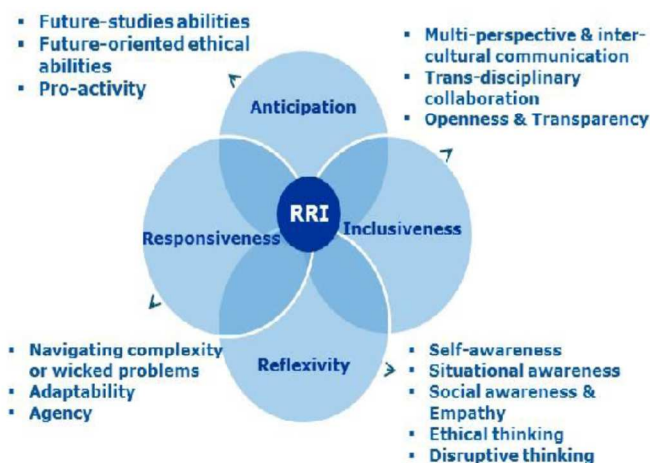 ▪ Future-studies abilities
▪ Future-oriented ethical
abilities
▪ Pro-activity
▪ Multi-perspective & inter-
cultural communication
▪ Trans-disciplinary
collaboration
▪ Openness & Transparency
Anticipation
RRI
Responsiveness
Inclusiveness
Reflexivity
▪ Navigating complexity
or wicked problems
▪ Adaptability
▪ Agency
▪ Self-awareness
▪ Situational awareness
▪ Social awareness &
Empathy
▪ Ethical thinking
▪ Disruptive thinking